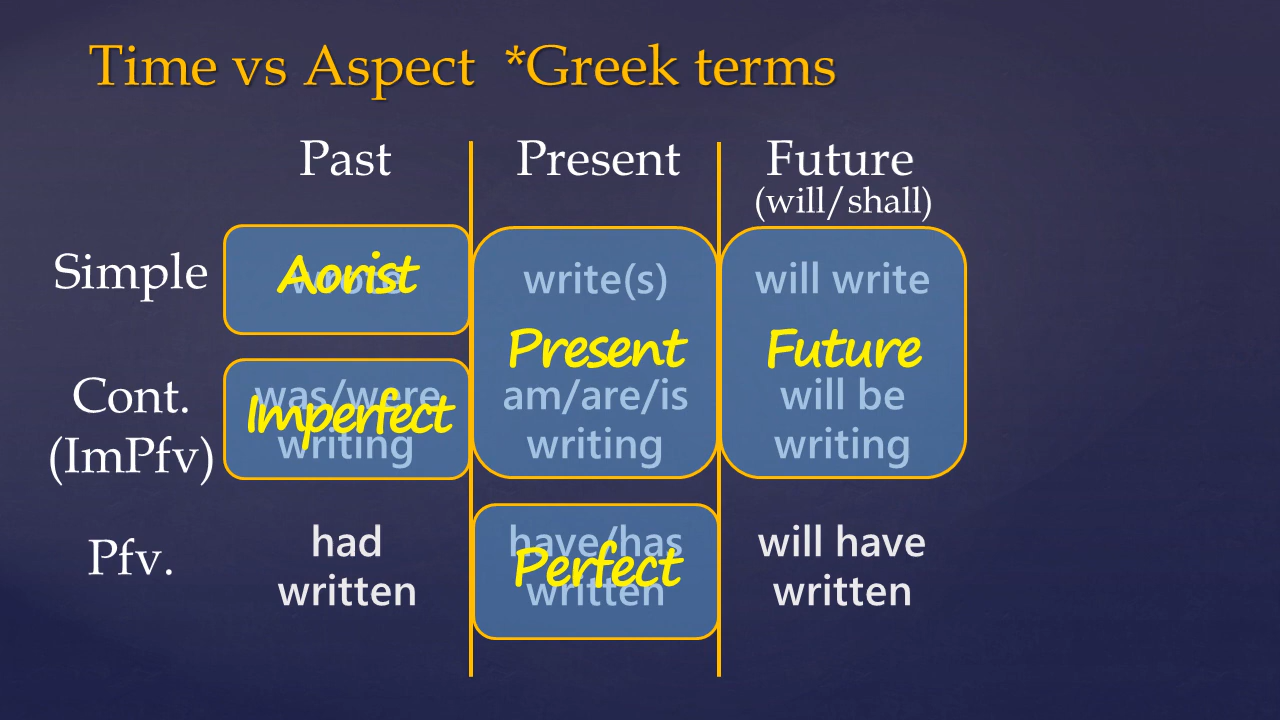 Time vs Aspect *Greek terms
Past Present Future
(will/shall)
Simple
Aorist
wrote
write(s)
will write
Present
Future
Cont.
(ImPfv)
was/were
writing
Imperfect
am/are/is
writing
will be
writing
Pfv.
had
written
have/has
written
Perfect
will have
written